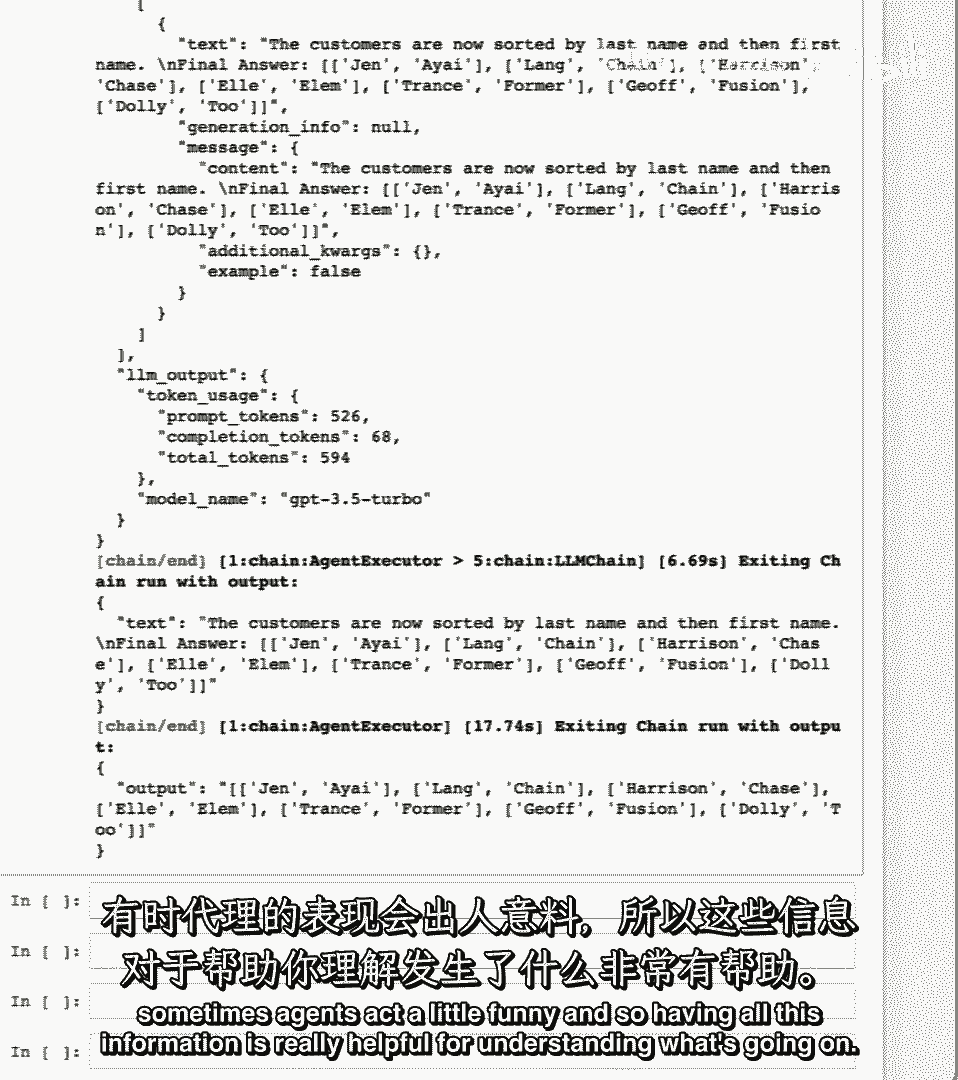 [
{
"text": "The customers are now sorted by last name and then first
name. \nFinal Answer: [['Jen', 'Ayai'], ['Lang', 'Chain'], ['Harrison',
'Chase'], ['Elle', 'Elem'], ['Trance', 'Former'], ['Geoff', 'Fusion'],
['Dolly', 'Too']]",
"generation_info": null,
"message": {
"content": "The customers are now sorted by last name and then
first name. \nFinal Answer: [['Jen', 'Ayai'], ['Lang', 'Chain'], ['Harris
on', 'Chase'], ['Elle', 'Elem'], ['Trance', 'Former'], ['Geoff', 'Fusio
n'], ['Dolly', 'Too']]",
"additional_kwargs": {},
"example": false
}
}
]
],
"llm_output": {
"token_usage": {
"prompt_tokens": 526,
"completion_tokens": 68,
"total_tokens": 594
},
"model_name": "gpt-3.5-turbo"
}
}
[chain/end] [1:chain:AgentExecutor > 5:chain:LLMChain] [6.69s] Exiting Ch
ain run with output:
{
"text": "The customers are now sorted by last name and then first name.
\nFinal Answer: [['Jen', 'Ayai'], ['Lang', 'Chain'], ['Harrison', 'Chas
e'], ['Elle', 'Elem'], ['Trance', 'Former'], ['Geoff', 'Fusion'], ['Doll
y', 'Too']]"
}
[chain/end] [1:chain:AgentExecutor] [17.74s] Exiting Chain run with outpu
t:
{
"output": "[['Jen', 'Ayai'], ['Lang', 'Chain'], ['Harrison', 'Chase'],
['Elle', 'Elem'], ['Trance', 'Former'], ['Geoff', 'Fusion'], ['Dolly', 'T
oo']]"
}
In [ ]:
有时代理的表现会出人意料，所以这些信息
In [ ]:
对于帮助你理解发生了什么非常有帮助。
In [ ]:
sometimes agents act a little funny and so having all this
In [ ]:
information is really helpful for understanding what's going on.